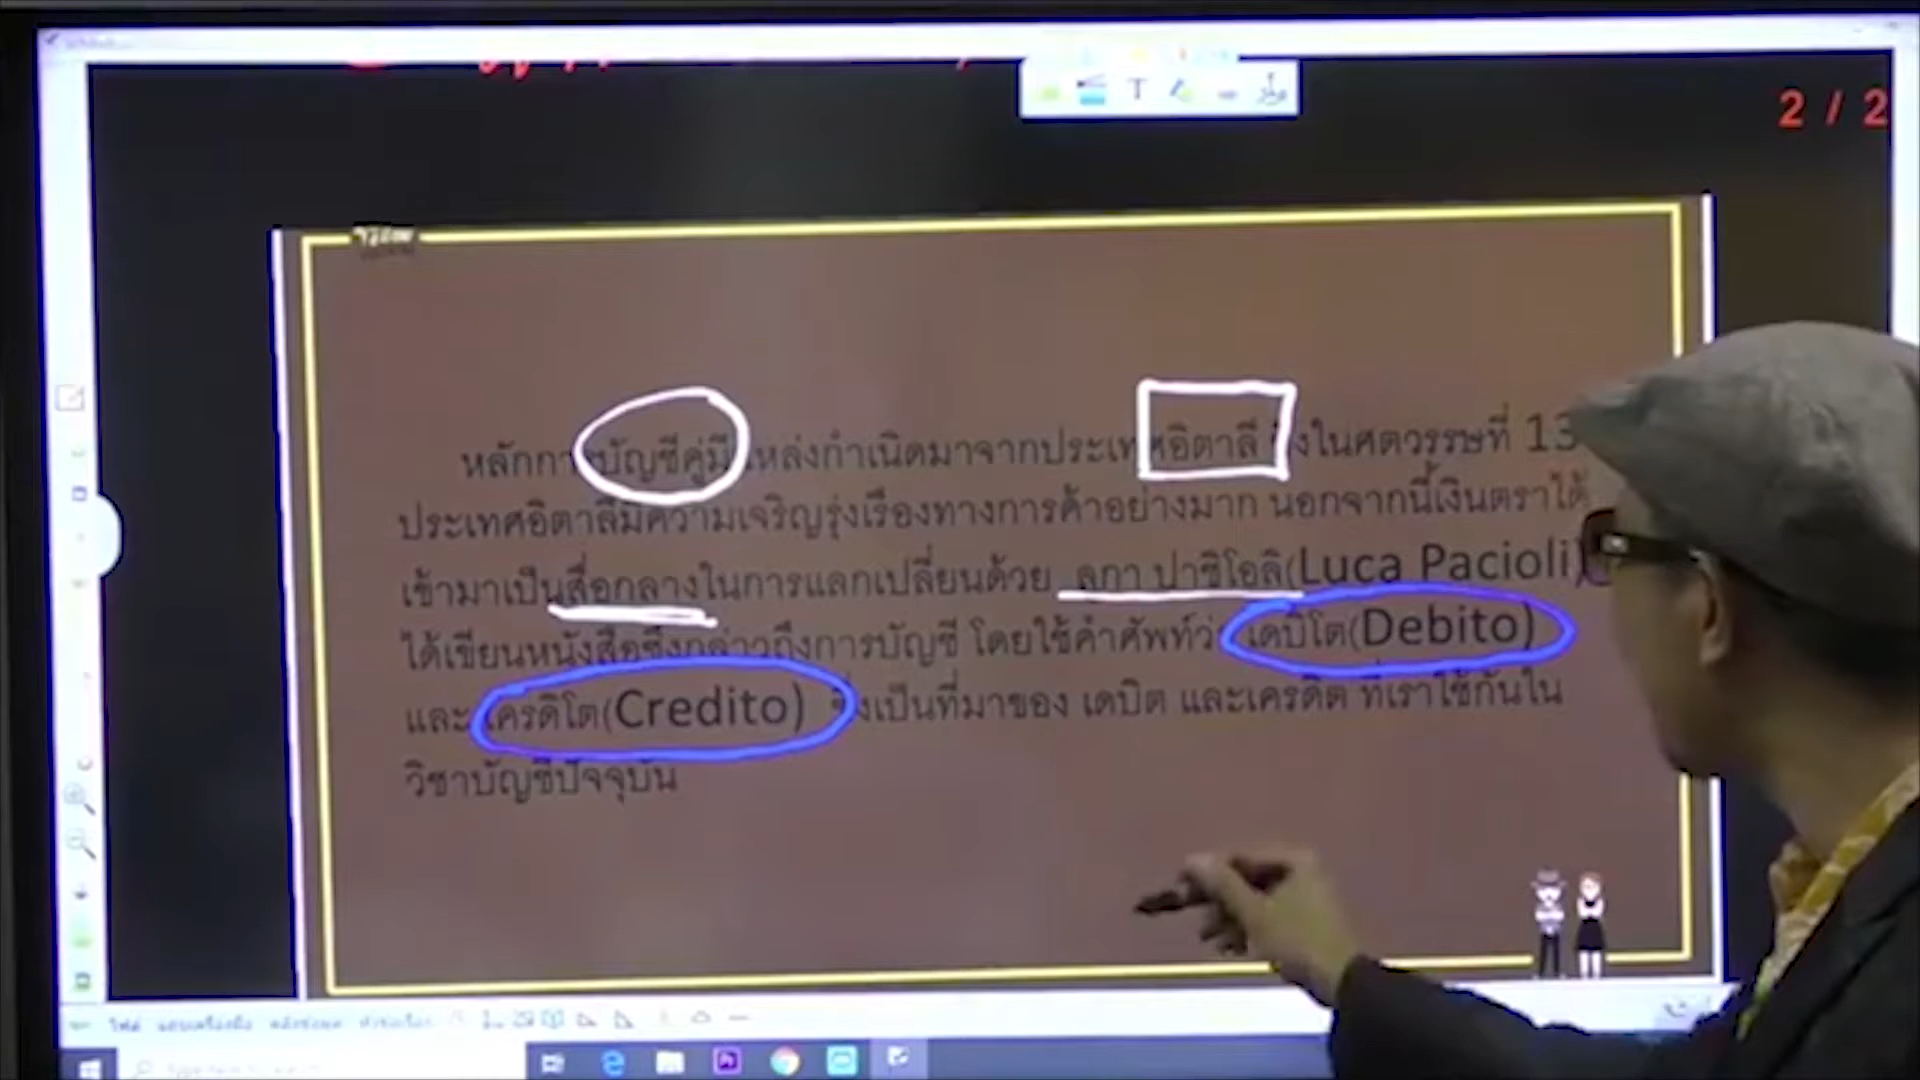 2 / 2
หลักการบัญชีคู่มีแหล่งกำเนิดมาจากประเทศอิตาลี ซึ่งในศตวรรษที่ 13
ประเทศอิตาลีมีความเจริญรุ่งเรืองทางการค้าอย่างมาก นอกจากนี้เงินตราได้
เข้ามาเป็นสื่อกลางในการแลกเปลี่ยนด้วย ลูกา ปาชิโอลิ(Luca Pacioli)
ได้เขียนหนังสือซึ่งกล่าวถึงการบัญชี โดยใช้คำศัพท์ว่า เดบิโต(Debito)
และ เครดิโต(Credito) ซึ่งเป็นที่มาของ เดบิต และเครดิต ที่เราใช้กันใน
วิชาบัญชีปัจจุบัน